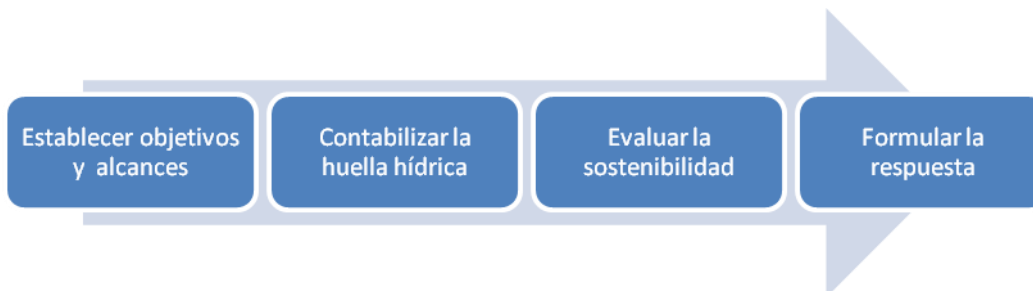 Establecer objetivos
y alcances
Contabilizar la
huella hídrica
Evaluar la
sostenibilidad
Formular la
respuesta